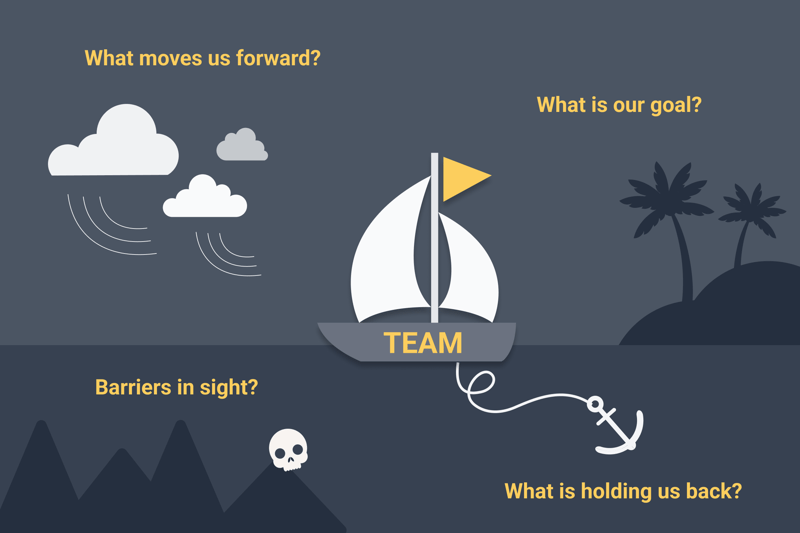 What moves us forward?
What is our goal?
TEAM
Barriers in sight?
What is holding us back?